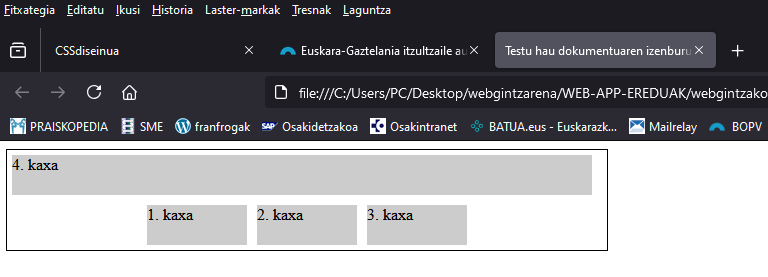 Fitxategia Editatu Ikusi Historia Laster-markak Tresnak Laguntza
CSSdiseinua Euskara-Gaztelania itzultzaile au Testu hau dokumentuaren izenburu
file:///C:/Users/PC/Desktop/webgintzarena/WEB-APP-EREDUAK/webgintzako
PRAISKOPEDIA SME franfrogak SAP Osakidetzakoa Osakintranet BATUA.eus - Euskarazk... Mailrelay BOPV
4. kaxa
1. kaxa 2. kaxa 3. kaxa